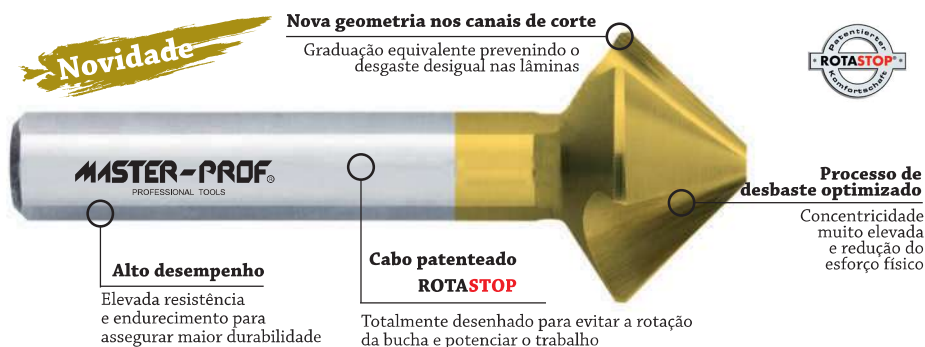 Novidade
Nova geometria nos canais de corte
Graduação equivalente prevenindo o
desgaste desigual nas lâminas
Patentierter
ROTASTOP®
Komfortschaft
MASTER-PROF®
PROFESSIONAL TOOLS
Processo de
desbaste optimizado
Concentricidade
muito elevada
e redução do
esforço físico
Alto desempenho
Elevada resistência
e endurecimento para
assegurar maior durabilidade
Cabo patenteado
ROTASTOP
Totalmente desenhado para evitar a rotação
da bucha e potenciar o trabalho